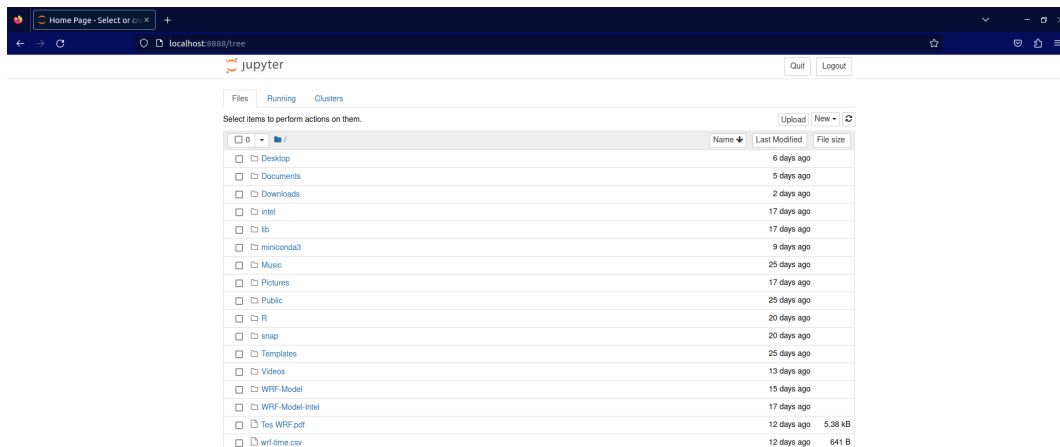 Home Page - Select or cr
localhost:8888/tree
jupyter
Quit Logout
Files Running Clusters
Select items to perform actions on them.
Upload New
0 / Name Last Modified File size
Desktop 6 days ago
Documents 5 days ago
Downloads 2 days ago
intel 17 days ago
lib 17 days ago
miniconda3 9 days ago
Music 25 days ago
Pictures 17 days ago
Public 25 days ago
R 20 days ago
snap 20 days ago
Templates 25 days ago
Videos 13 days ago
WRF-Model 15 days ago
WRF-Model-Intel 17 days ago
Tes WRF.pdf 12 days ago 5.38 kB
wrf-time.csv 12 days ago 641 B